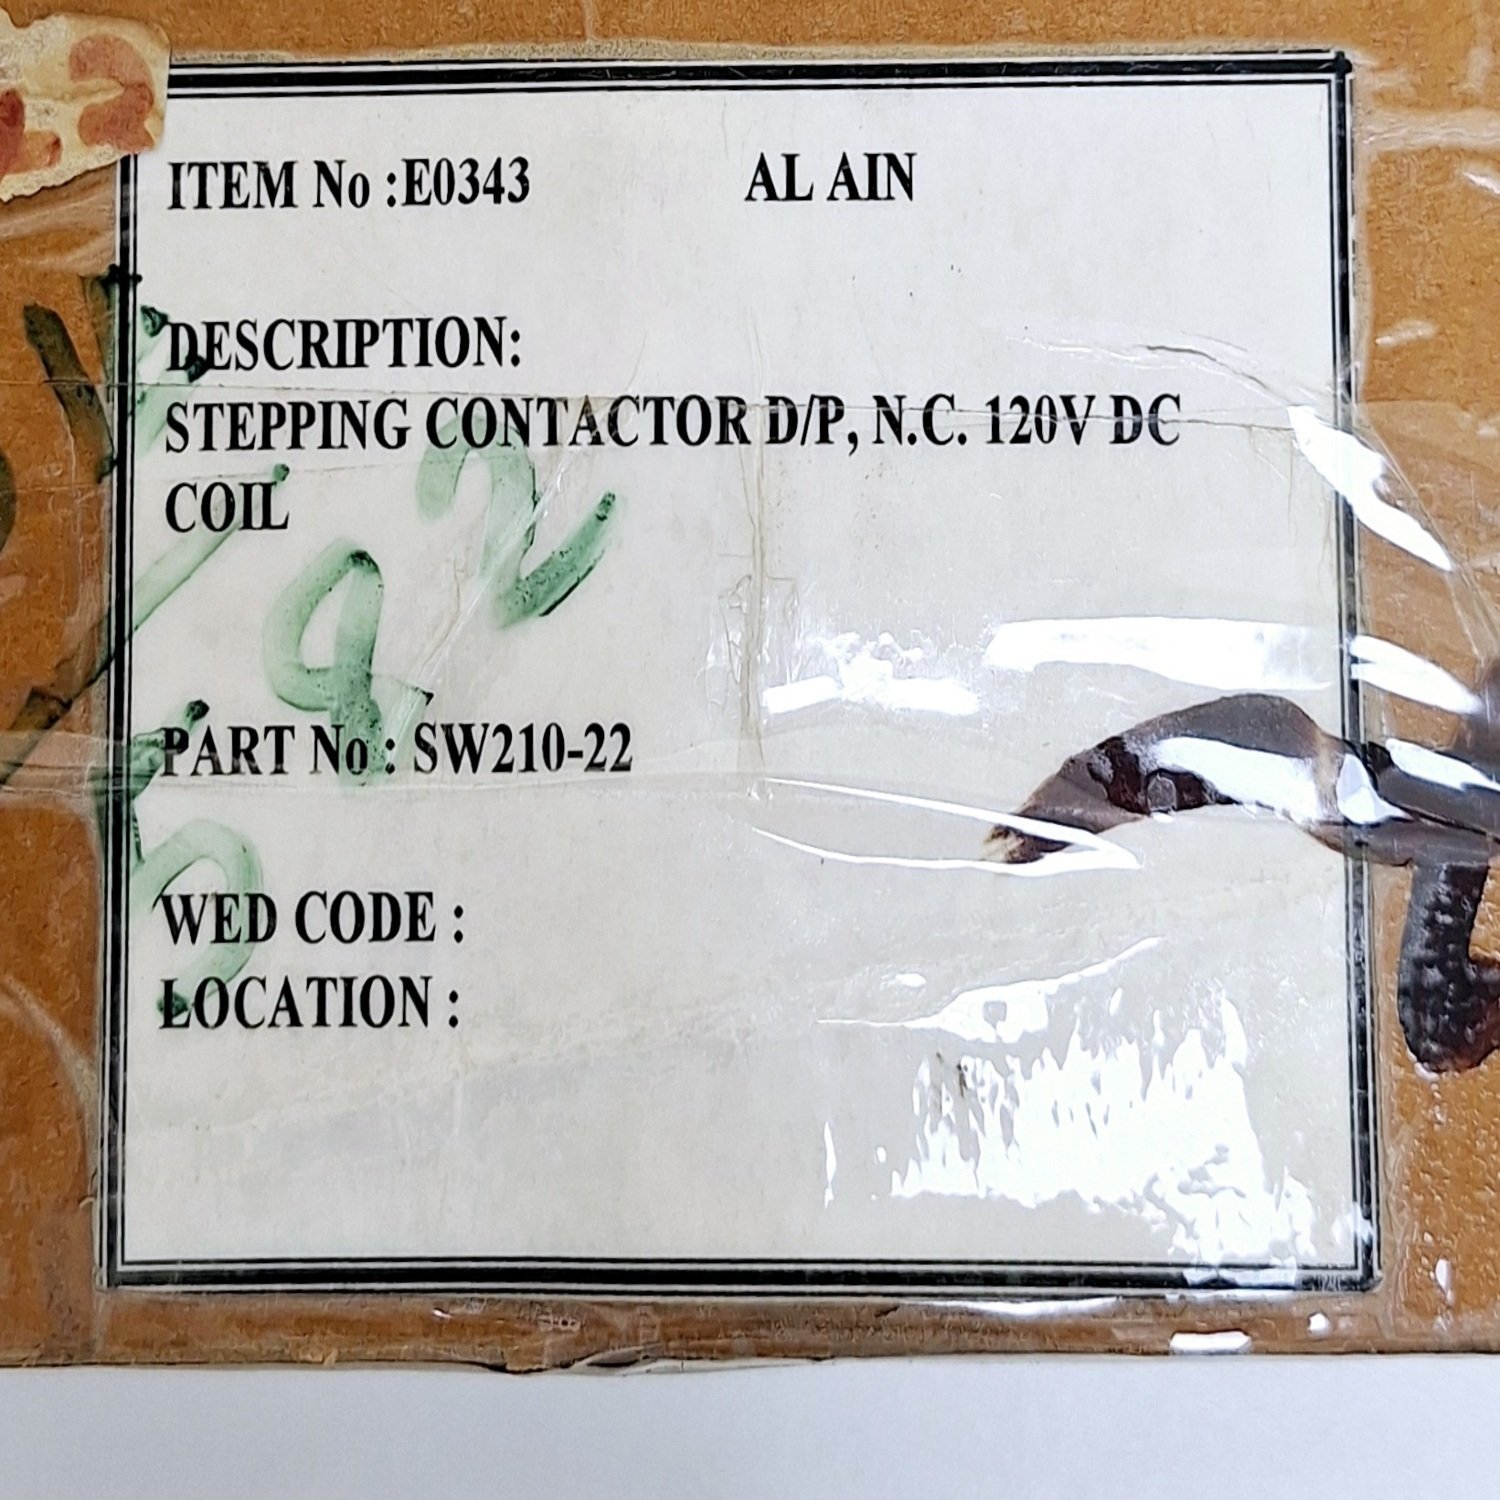 ITEM No :E0343 AL AIN
DESCRIPTION:
STEPPING CONTACTOR D/P, N.C. 120V DC
COIL
PART No : SW210-22
WED CODE :
LOCATION :